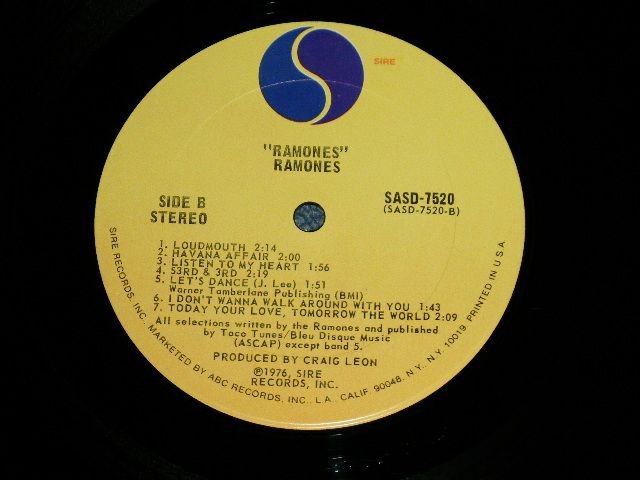 SIRE
"RAMONES"
RAMONES
SIDE B
STEREO
SASD-7520
(SASD-7520-B)
1. LOUDMOUTH 2:14
2. HAVANA AFFAIR 2:00
3. LISTEN TO MY HEART 1:56
4. 53RD & 3RD 2:19
5. LET'S DANCE (J. Lee) 1:51
Warner Tamberlane Publishing (BMI)
6. I DON'T WANNA WALK AROUND WITH YOU 1:43
7. TODAY YOUR LOVE, TOMORROW THE WORLD 2:09
All selections written by the Ramones and published
by Taco Tunes/Bleu Disque Music
(ASCAP) except band 5.
PRODUCED BY CRAIG LEON
℗1976, SIRE
RECORDS, INC.
SIRE RECORDS, INC. MARKETED BY ABC RECORDS, INC. L.A., CALIF. 90048, N.Y., N.Y. 10019 PRINTED IN U.S.A.